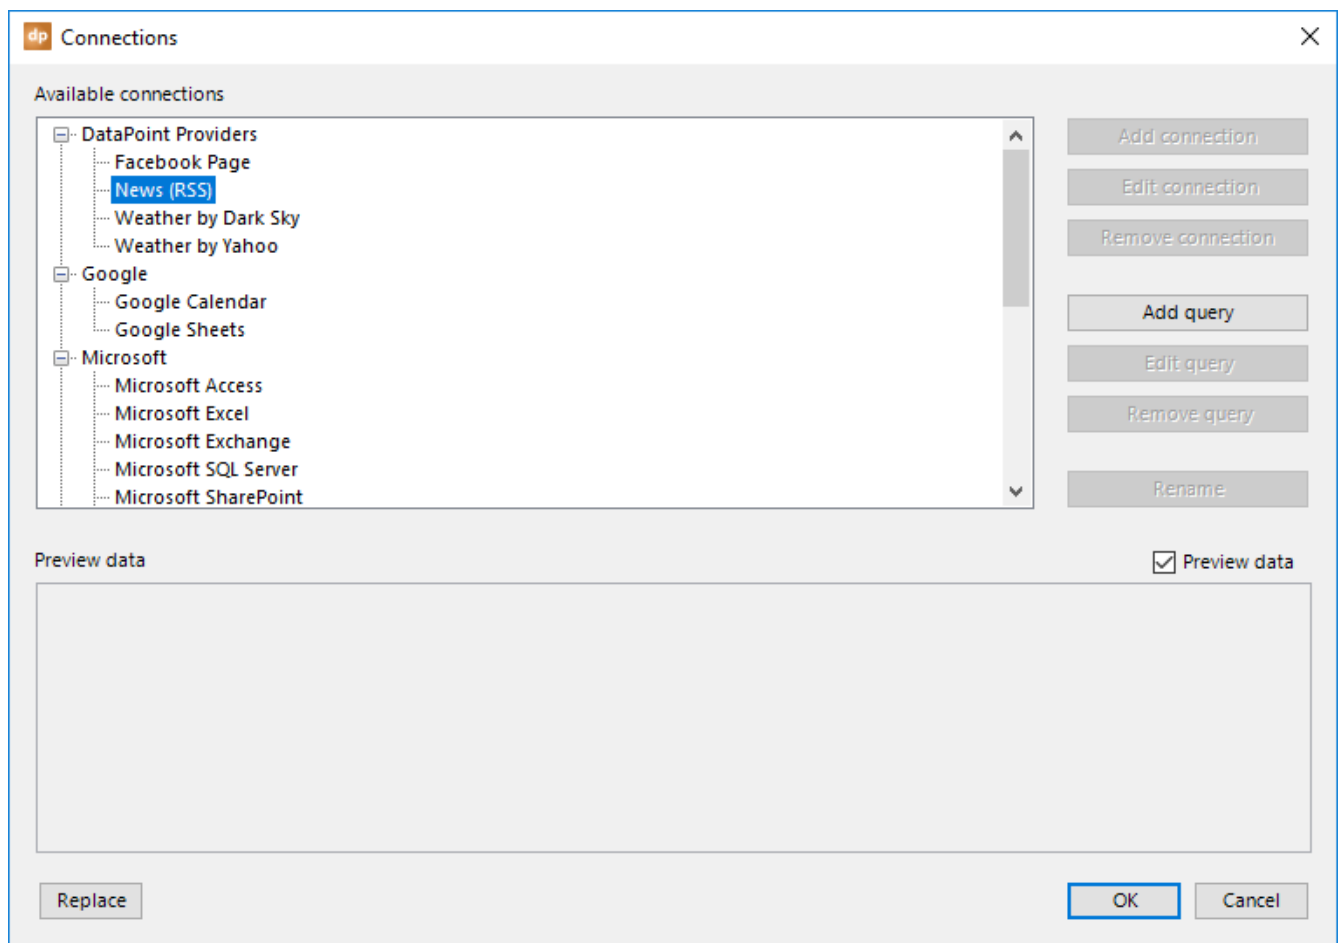 dp Connections
Available connections
DataPoint Providers
Facebook Page
News (RSS)
Weather by Dark Sky
Weather by Yahoo
Google
Google Calendar
Google Sheets
Microsoft
Microsoft Access
Microsoft Excel
Microsoft Exchange
Microsoft SQL Server
Microsoft SharePoint
Add connection
Edit connection
Remove connection
Add query
Edit query
Remove query
Rename
Preview data
Preview data
Replace
OK
Cancel